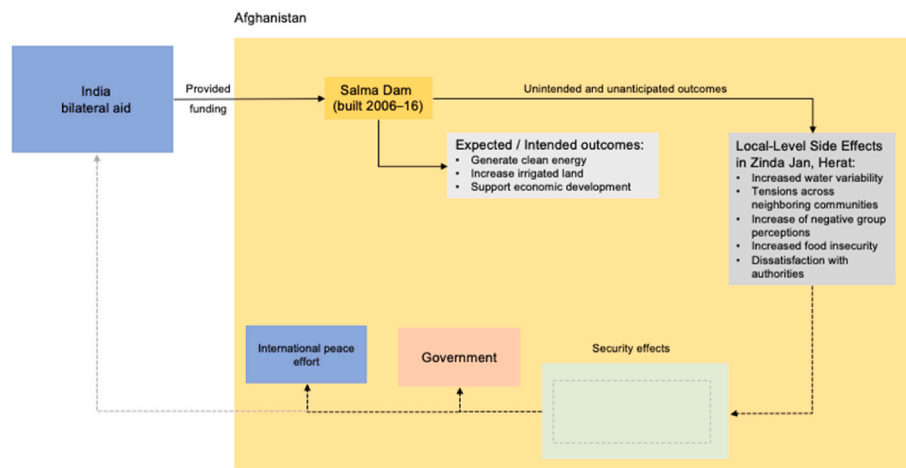 Afghanistan
India
bilateral aid
Provided
funding
Salma Dam
(built 2006–16)
Unintended and unanticipated outcomes
Expected / Intended outcomes:
• Generate clean energy
• Increase irrigated land
• Support economic development
Local-Level Side Effects
in Zinda Jan, Herat:
• Increased water variability
• Tensions across
neighboring communities
• Increase of negative group
perceptions
• Increased food insecurity
• Dissatisfaction with
authorities
International peace
effort
Government
Security effects